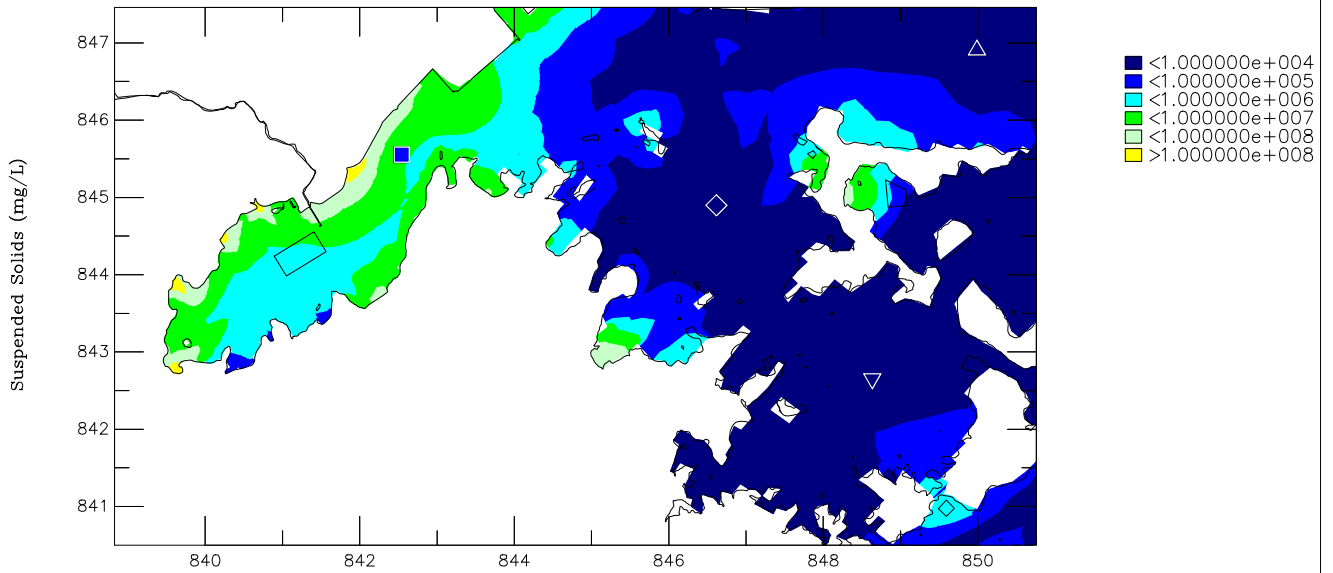 Suspended Solids (mg/L)
847
846
845
844
843
842
841
840
842
844
846
848
850
<1.000000e+004
<1.000000e+005
<1.000000e+006
<1.000000e+007
<1.000000e+008
>1.000000e+008